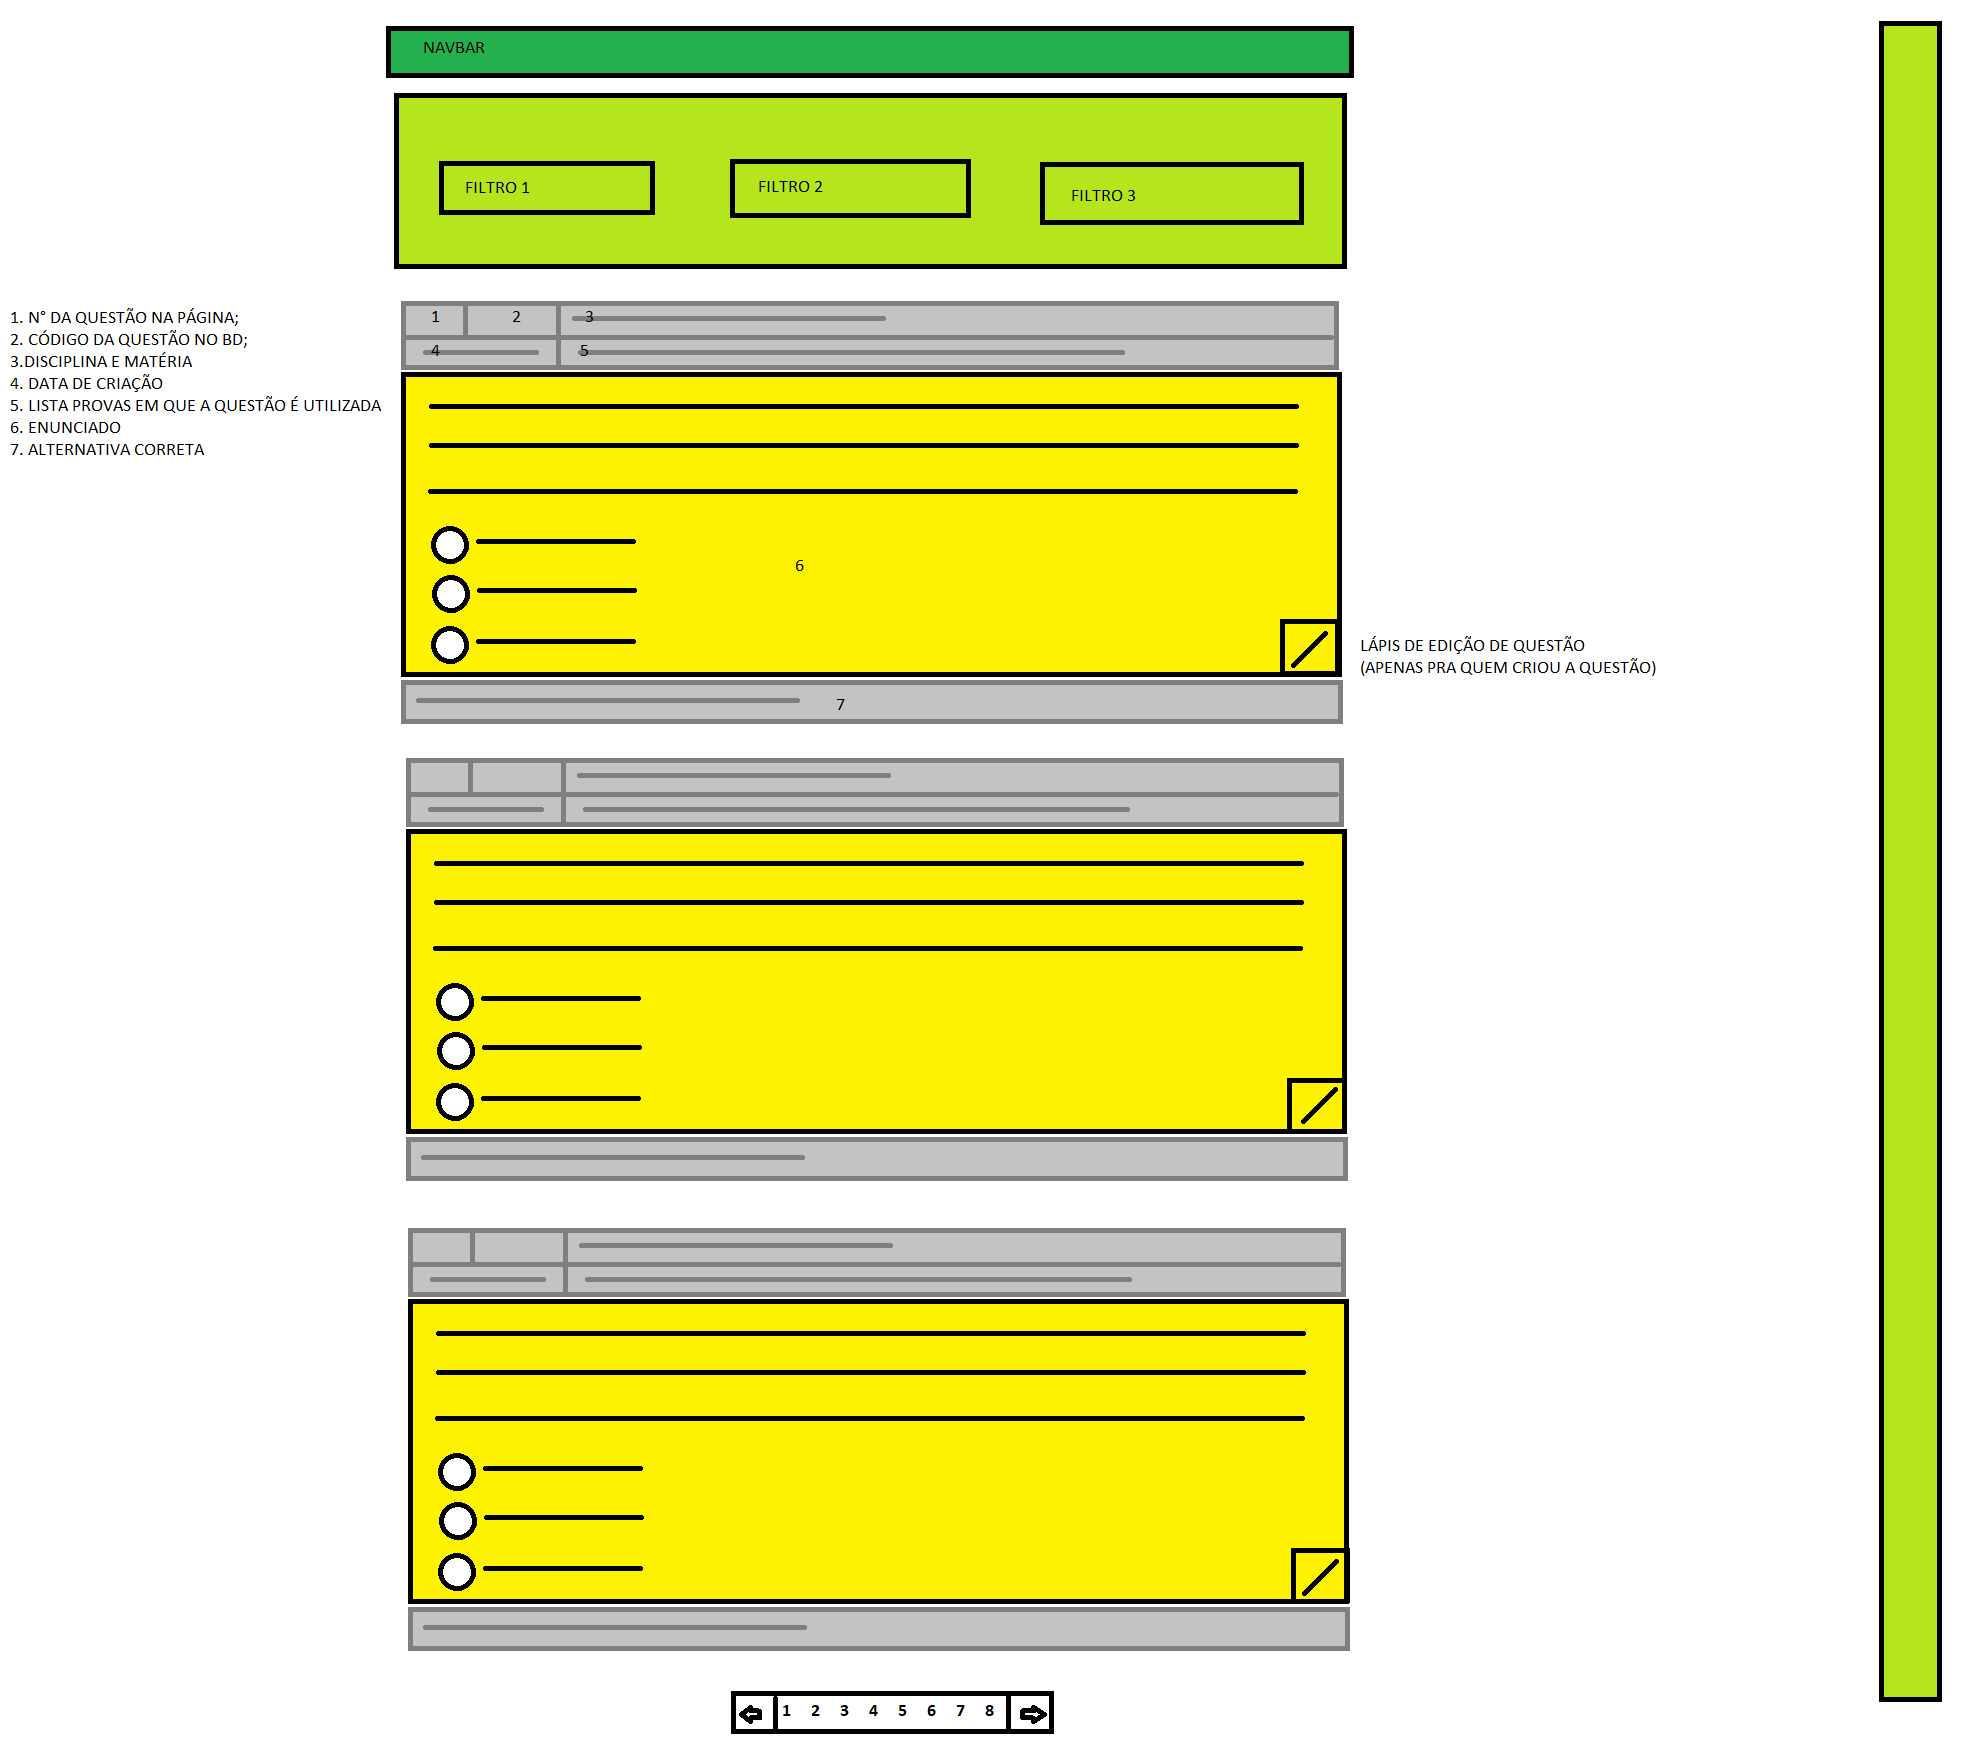 NAVBAR
FILTRO 1
FILTRO 2
FILTRO 3
1. N° DA QUESTÃO NA PÁGINA;
2. CÓDIGO DA QUESTÃO NO BD;
3.DISCIPLINA E MATÉRIA
4. DATA DE CRIAÇÃO
5. LISTA PROVAS EM QUE A QUESTÃO É UTILIZADA
6. ENUNCIADO
7. ALTERNATIVA CORRETA
1 2 3
4 5
6
LÁPIS DE EDIÇÃO DE QUESTÃO
(APENAS PRA QUEM CRIOU A QUESTÃO)
7
1 2 3 4 5 6 7 8